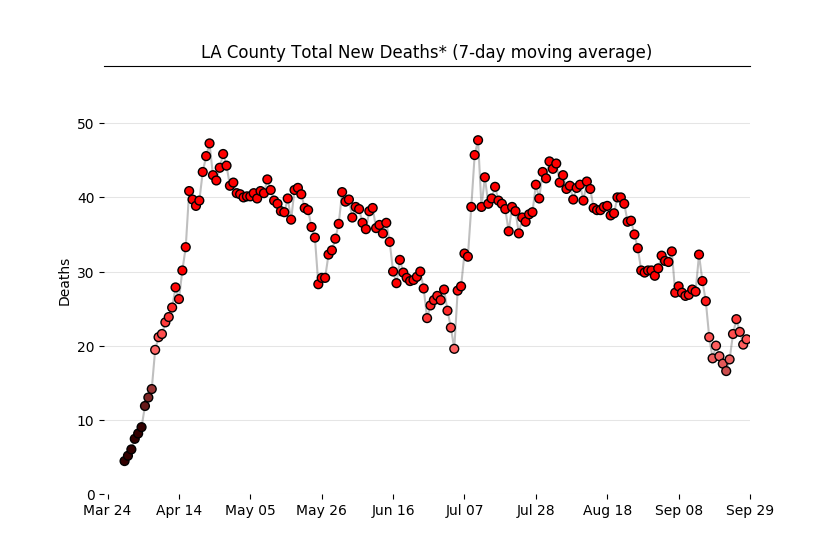 LA County Total New Deaths* (7-day moving average)
50
40
30
20
10
0
Deaths
Mar 24 Apr 14 May 05 May 26 Jun 16 Jul 07 Jul 28 Aug 18 Sep 08 Sep 29